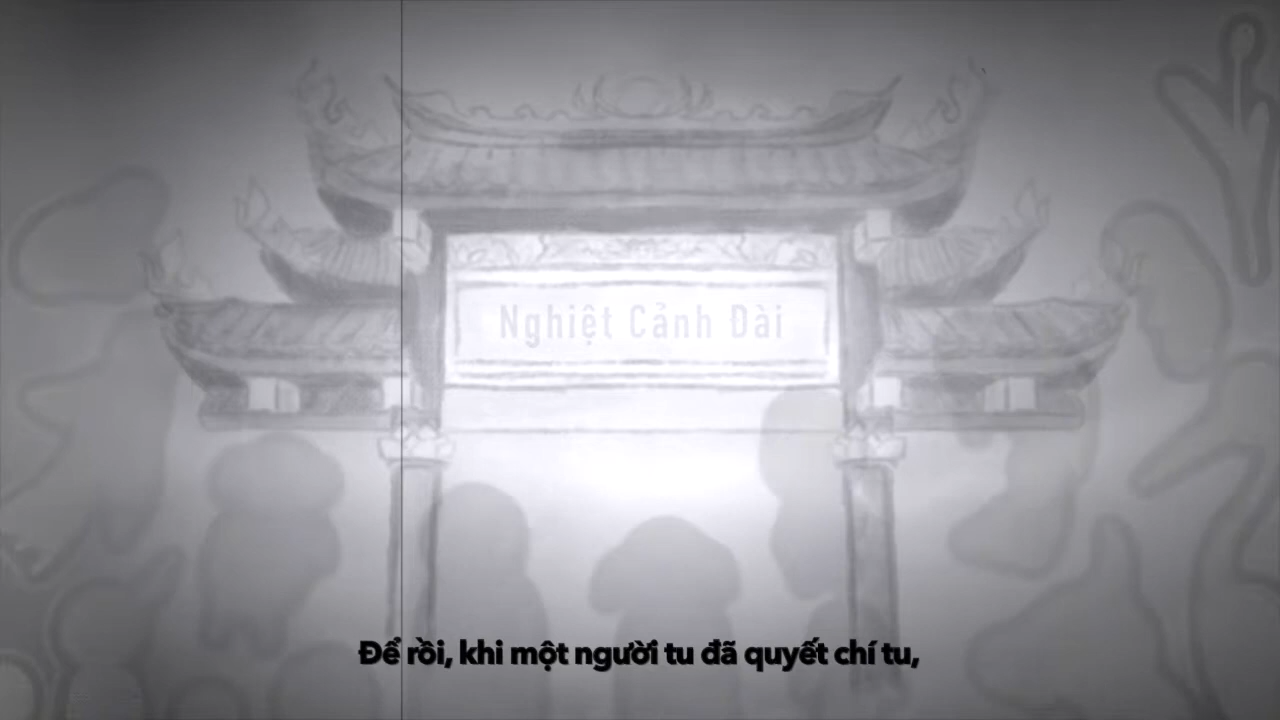 Nghiệt Cảnh Đài
Để rồi, khi một người tu đã quyết chí tu,